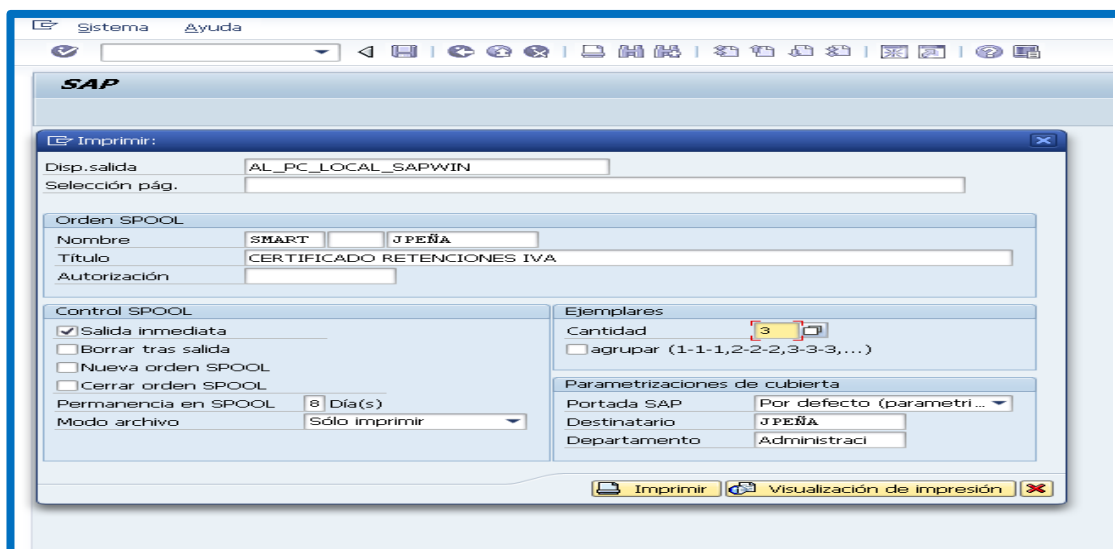 Sistema Ayuda
SAP
Imprimir:
Disp.salida AL_PC_LOCAL_SAPWIN
Selección pág.
Orden SPOOL
Nombre SMART JPEÑA
Título CERTIFICADO RETENCIONES IVA
Autorización
Control SPOOL
Salida inmediata
Borrar tras salida
Nueva orden SPOOL
Cerrar orden SPOOL
Permanencia en SPOOL 8 Día(s)
Modo archivo Sólo imprimir
Ejemplares
Cantidad 3
agrupar (1-1-1,2-2-2,3-3-3,...)
Parametrizaciones de cubierta
Portada SAP Por defecto (parametri...
Destinatario JPEÑA
Departamento Administraci
Imprimir Visualización de impresión